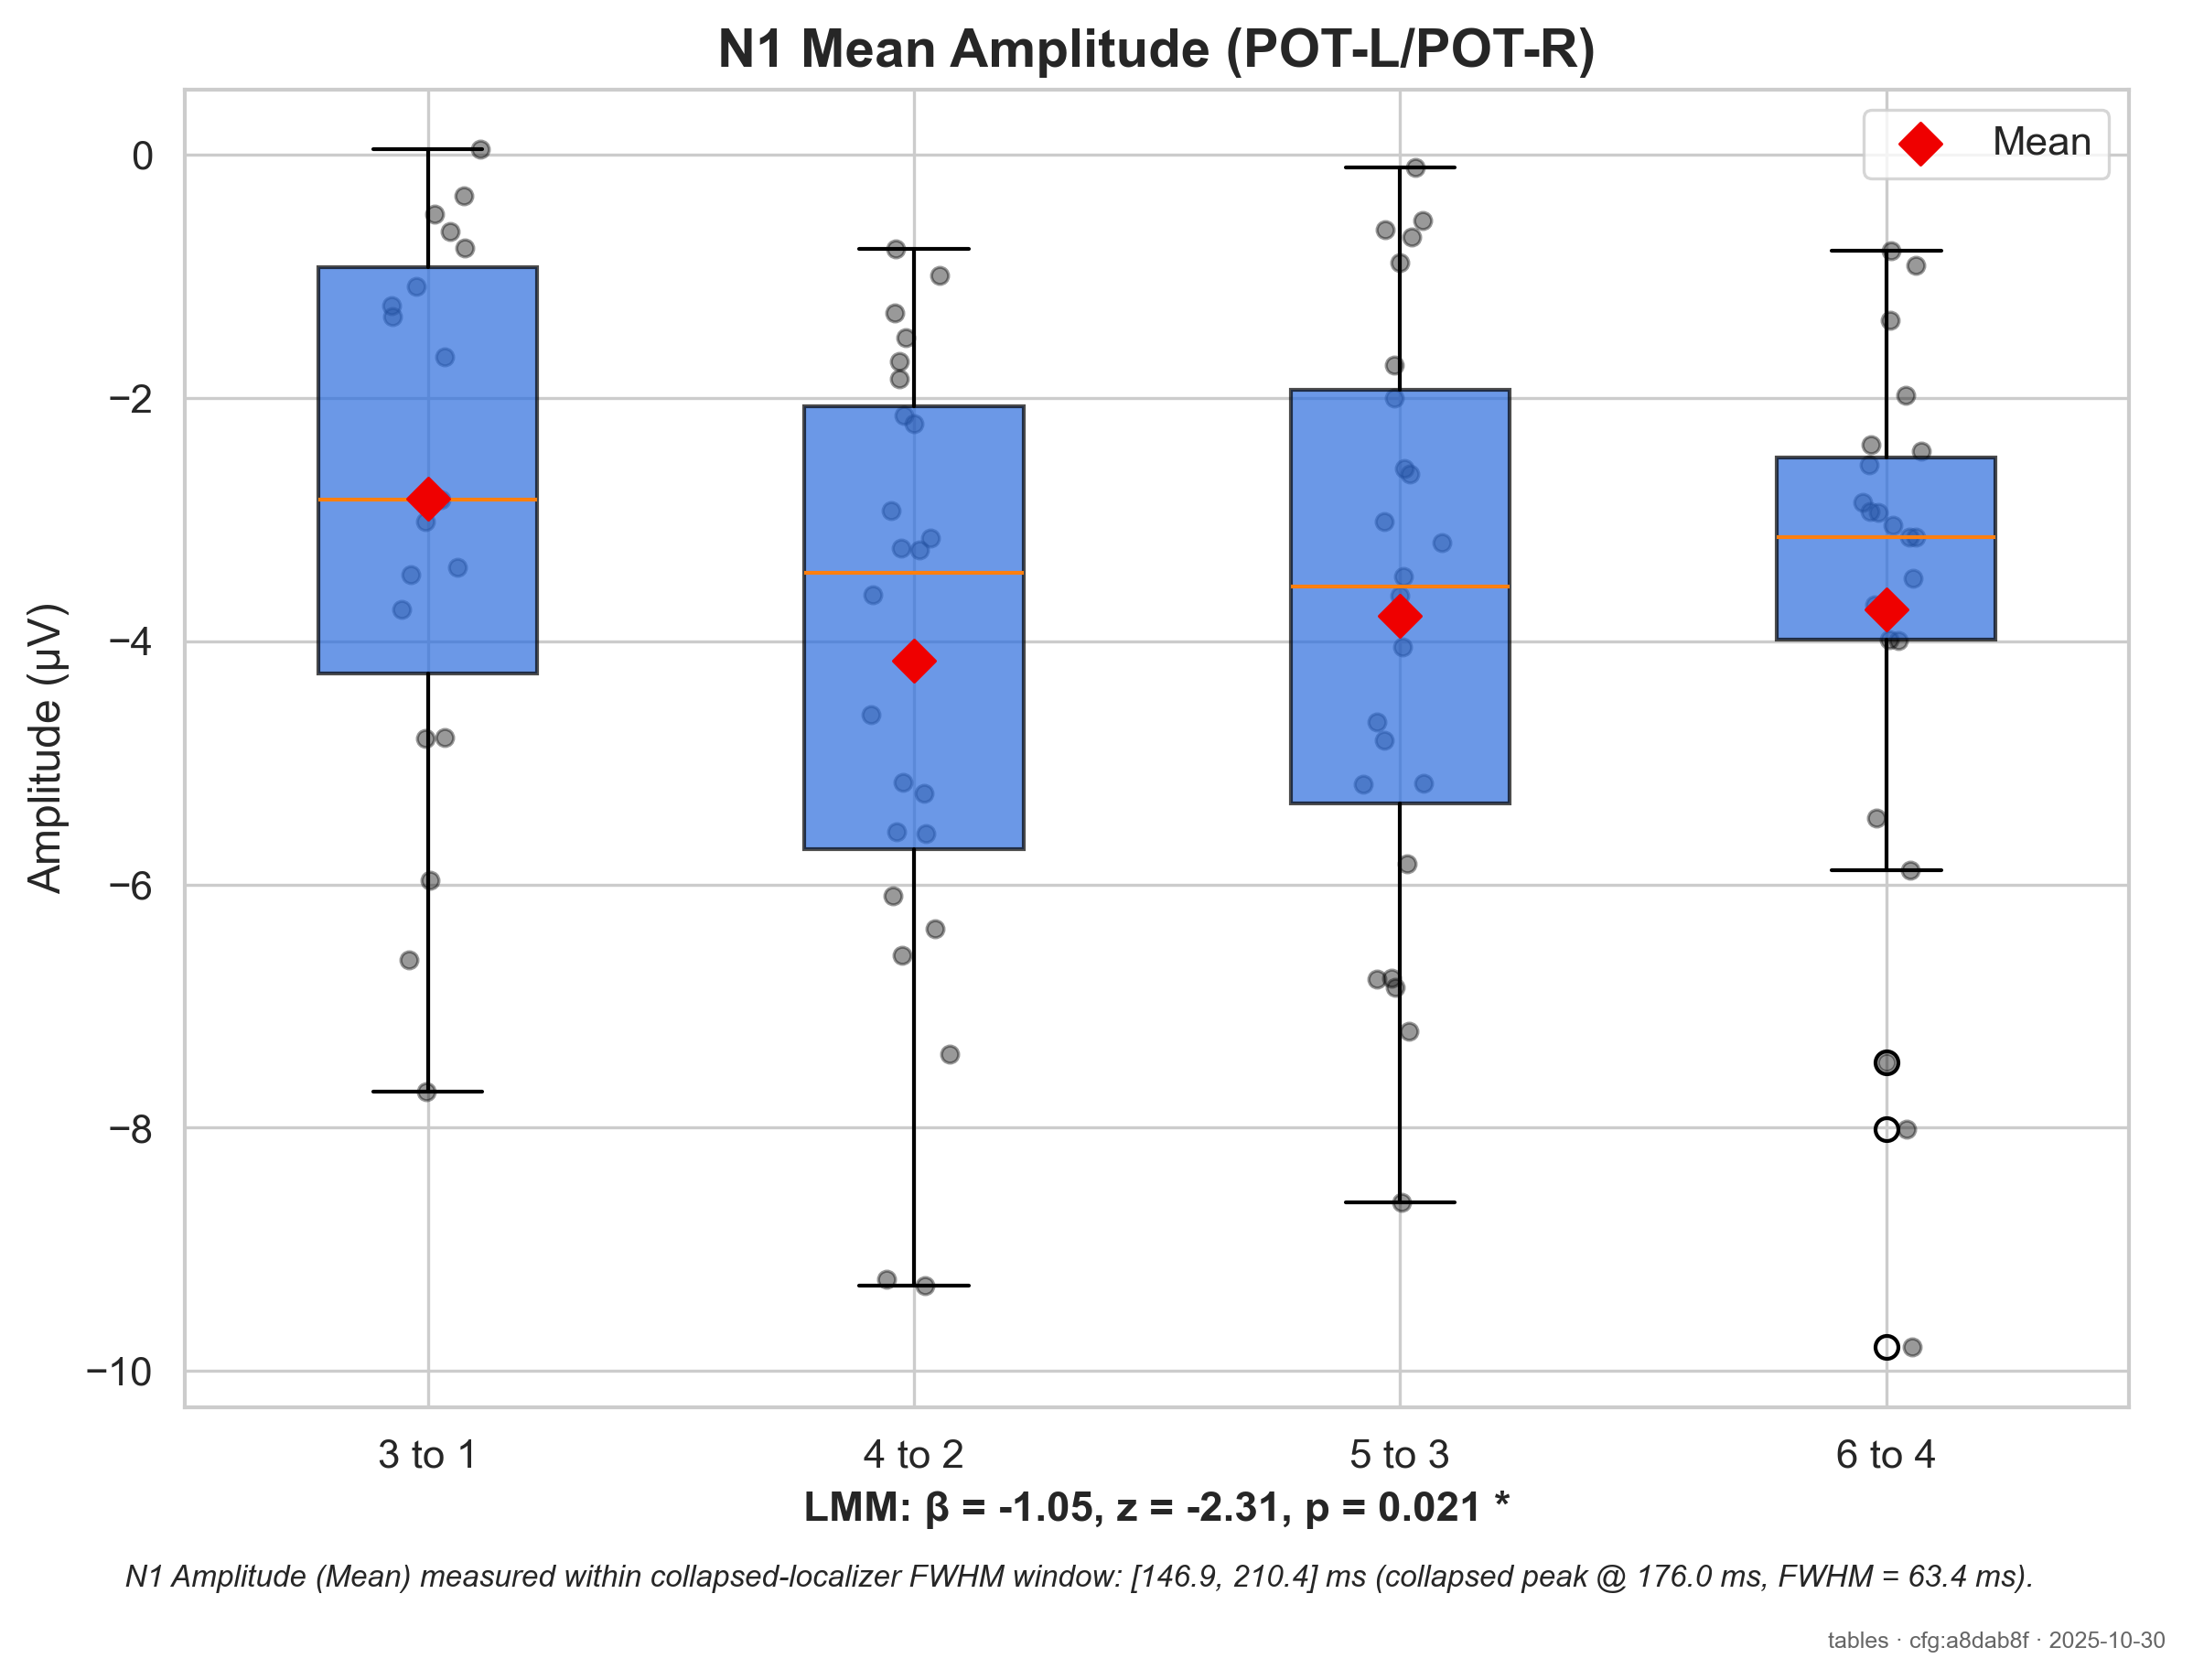 N1 Mean Amplitude (POT-L/POT-R)
Mean
0
−2
−4
−6
−8
−10
Amplitude (µV)
3 to 1
4 to 2
5 to 3
6 to 4
LMM: β = -1.05, z = -2.31, p = 0.021 *
N1 Amplitude (Mean) measured within collapsed-localizer FWHM window: [146.9, 210.4] ms (collapsed peak @ 176.0 ms, FWHM = 63.4 ms).
tables · cfg:a8dab8f · 2025-10-30